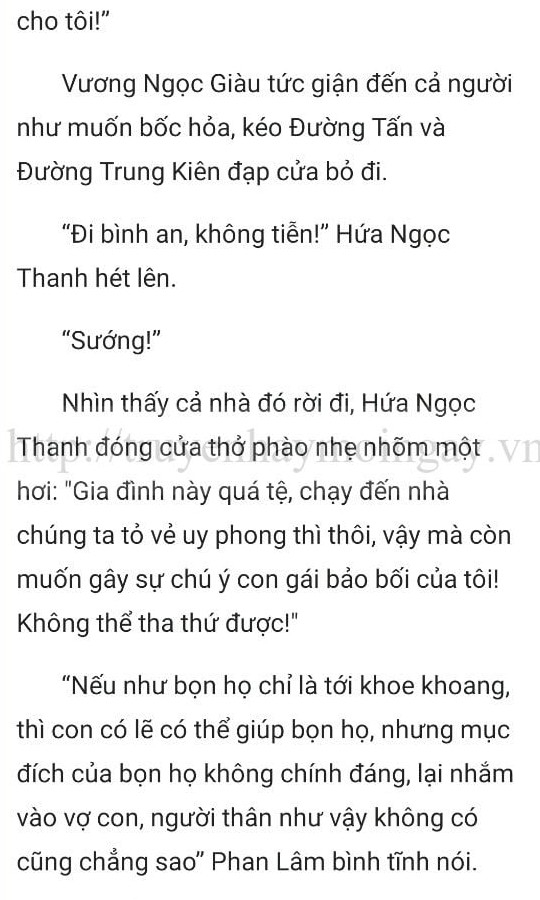 cho tôi!”
Vương Ngọc Giàu tức giận đến cả người
như muốn bốc hỏa, kéo Đường Tấn và
Đường Trung Kiên đạp cửa bỏ đi.
“Đi bình an, không tiễn!” Hứa Ngọc
Thanh hét lên.
“Sướng!”
Nhìn thấy cả nhà đó rời đi, Hứa Ngọc
Thanh đóng cửa thở phào nhẹ nhõm một
http://truyenhaymoingay.vn
hơi: "Gia đình này quá tệ, chạy đến nhà
chúng ta tỏ vẻ uy phong thì thôi, vậy mà còn
muốn gây sự chú ý con gái bảo bối của tôi!
Không thể tha thứ được!"
“Nếu như bọn họ chỉ là tới khoe khoang,
thì con có lẽ có thể giúp bọn họ, nhưng mục
đích của bọn họ không chính đáng, lại nhắm
vào vợ con, người thân như vậy không có
cũng chẳng sao” Phan Lâm bình tĩnh nói.